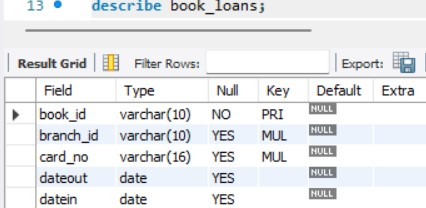 13 describe book_loans;
Result Grid Filter Rows: Export:
Field Type Null Key Default Extra
book_id varchar(10) NO PRI NULL
branch_id varchar(10) YES MUL NULL
card_no varchar(16) YES MUL NULL
dateout date YES NULL
datein date YES NULL